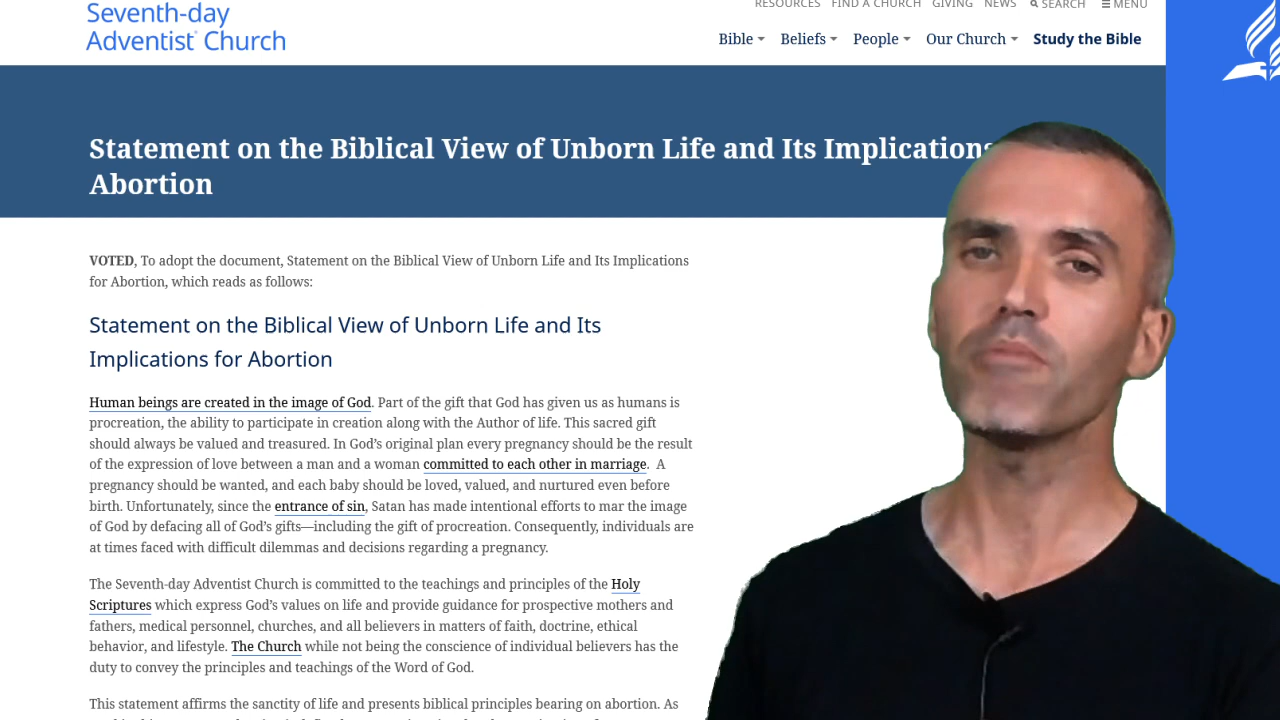 Seventh-day
Adventist® Church
RESOURCES FIND A CHURCH GIVING NEWS SEARCH MENU
Bible Beliefs People Our Church Study the Bible
Statement on the Biblical View of Unborn Life and Its Implications
Abortion
VOTED, To adopt the document, Statement on the Biblical View of Unborn Life and Its Implications
for Abortion, which reads as follows:
Statement on the Biblical View of Unborn Life and Its
Implications for Abortion
Human beings are created in the image of God. Part of the gift that God has given us as humans is
procreation, the ability to participate in creation along with the Author of life. This sacred gift
should always be valued and treasured. In God’s original plan every pregnancy should be the result
of the expression of love between a man and a woman committed to each other in marriage. A
pregnancy should be wanted, and each baby should be loved, valued, and nurtured even before
birth. Unfortunately, since the entrance of sin, Satan has made intentional efforts to mar the image
of God by defacing all of God’s gifts—including the gift of procreation. Consequently, individuals are
at times faced with difficult dilemmas and decisions regarding a pregnancy.
The Seventh-day Adventist Church is committed to the teachings and principles of the Holy
Scriptures which express God’s values on life and provide guidance for prospective mothers and
fathers, medical personnel, churches, and all believers in matters of faith, doctrine, ethical
behavior, and lifestyle. The Church while not being the conscience of individual believers has the
duty to convey the principles and teachings of the Word of God.
This statement affirms the sanctity of life and presents biblical principles bearing on abortion. As